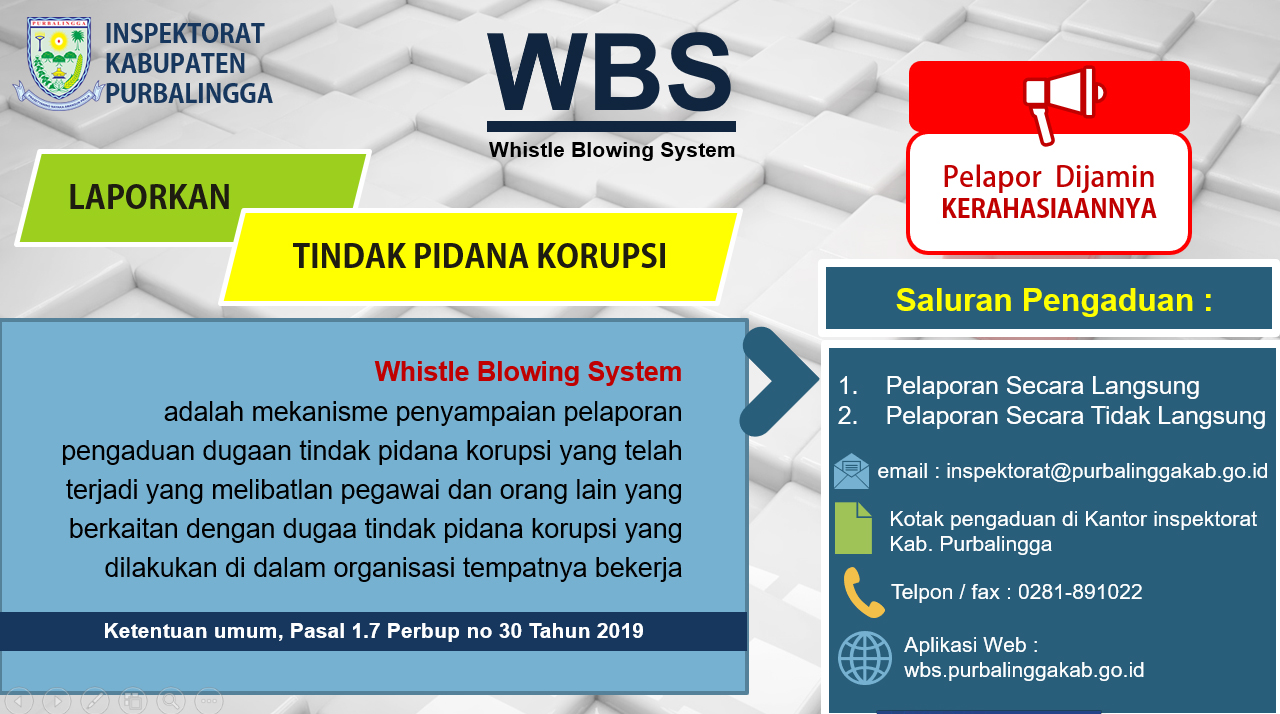 PURBALINGGA
INSPEKTORAT
KABUPATEN
PURBALINGGA
WBS
Whistle Blowing System
LAPORKAN
TINDAK PIDANA KORUPSI
Pelapor Dijamin
KERAHASIAANNYA
Whistle Blowing System
adalah mekanisme penyampaian pelaporan
pengaduan dugaan tindak pidana korupsi yang telah
terjadi yang melibatlan pegawai dan orang lain yang
berkaitan dengan dugaa tindak pidana korupsi yang
dilakukan di dalam organisasi tempatnya bekerja
Ketentuan umum, Pasal 1.7 Perbup no 30 Tahun 2019
Saluran Pengaduan :
1. Pelaporan Secara Langsung
2. Pelaporan Secara Tidak Langsung
email : inspektorat@purbalinggakab.go.id
Kotak pengaduan di Kantor inspektorat
Kab. Purbalingga
Telpon / fax : 0281-891022
Aplikasi Web :
wbs.purbalinggakab.go.id